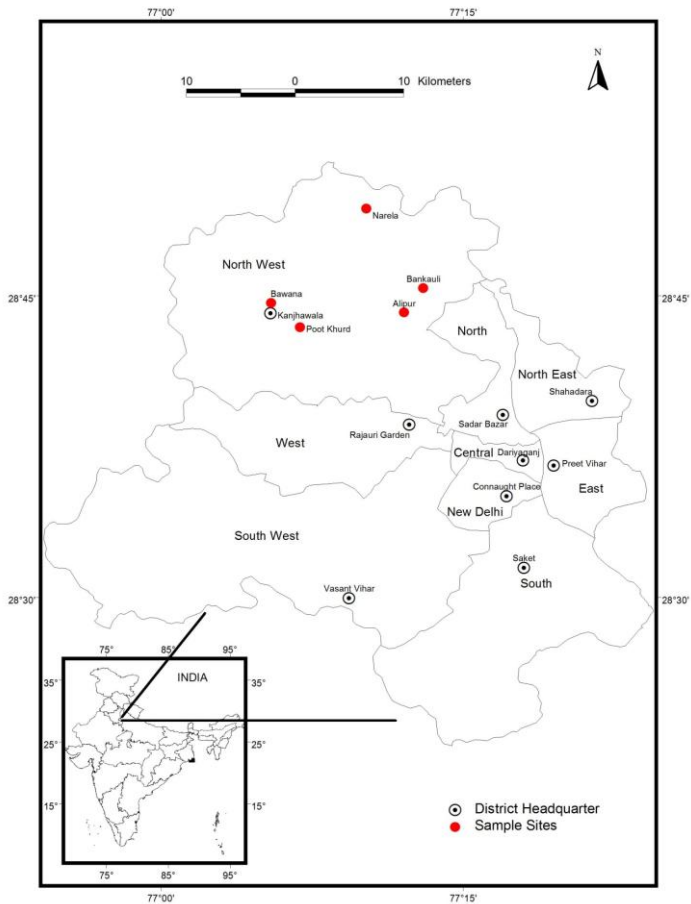 77°00' 77°15'
N
10 0 10 Kilometers
Narela
North West
Bankauli
28°45' 28°45'
Bawana
Alipur
Kanjhawala
Poot Khurd
North
North East
Shahadara
Sadar Bazar
Rajauri Garden
West
Central Dariyaganj
Preet Vihar
Connaught Place
East
New Delhi
South West
Saket
South
Vasant Vihar
28°30' 28°30'
75° 85° 95°
INDIA
35° 35°
25° 25°
15° 15°
75° 85° 95°
District Headquarter
Sample Sites
77°00' 77°15'